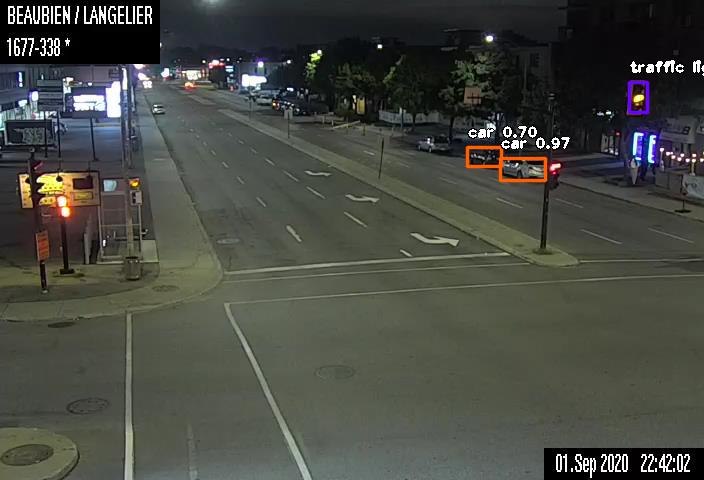 BEAUBIEN / LANGELIER
1677-338 *
traffic lig
car 0.70
car 0.97
01.Sep 2020 22:42:02